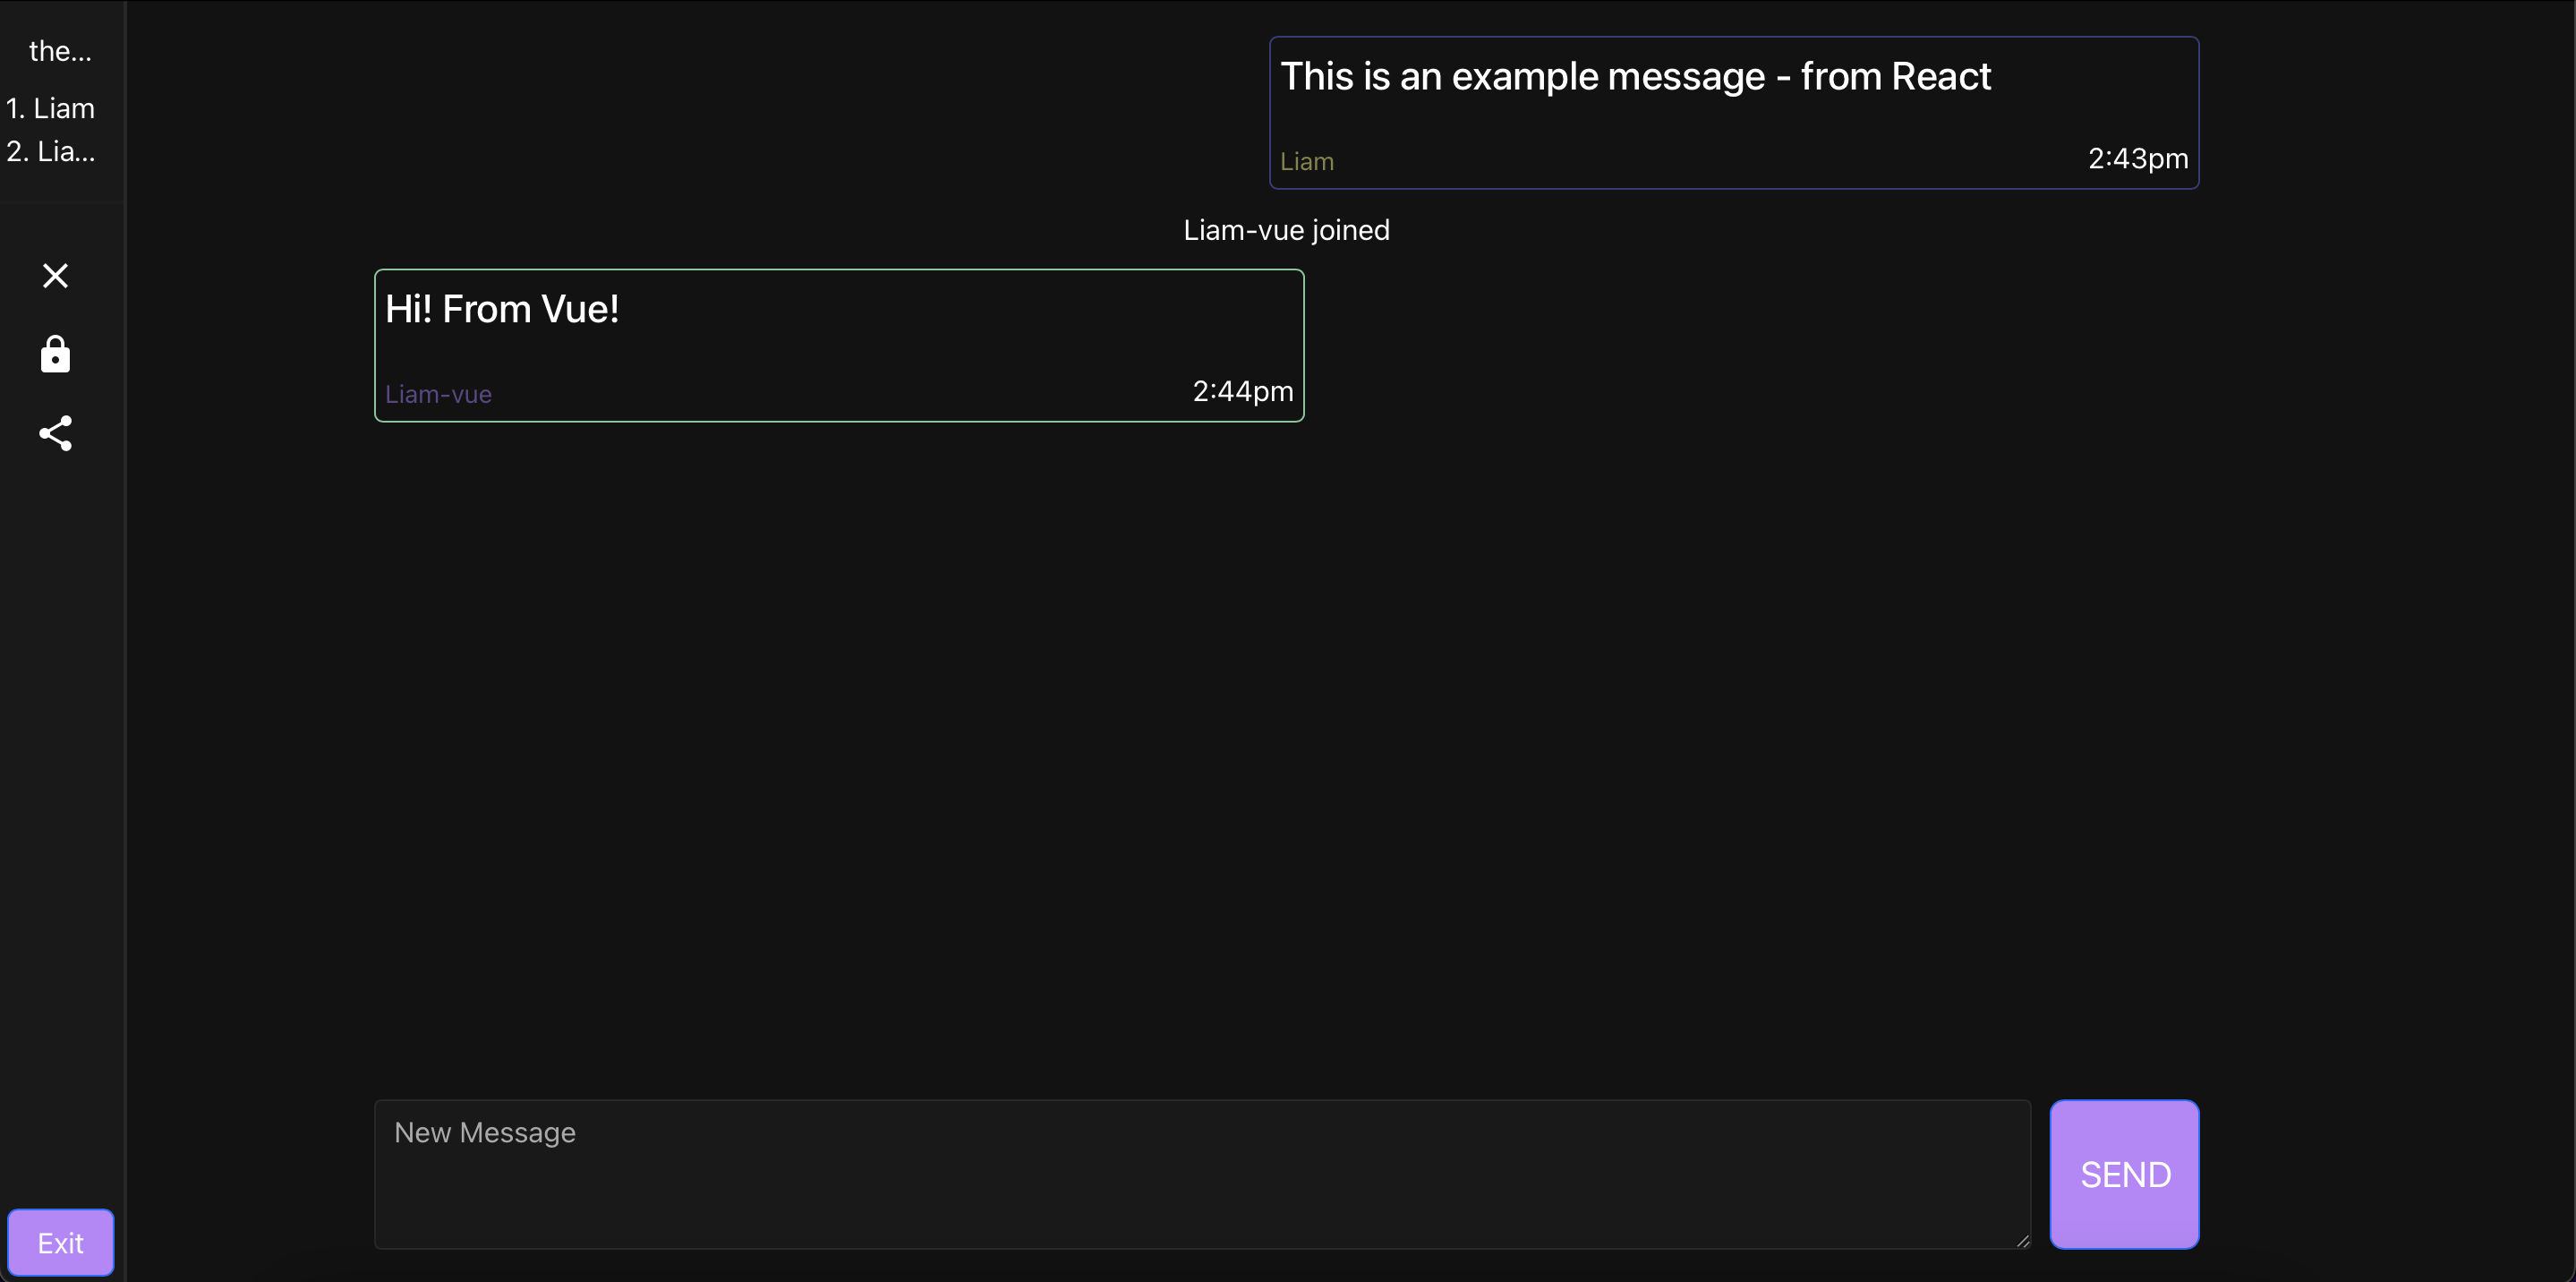 the...
1. Liam
2. Lia...
This is an example message - from React
Liam 2:43pm
Liam-vue joined
Hi! From Vue!
Liam-vue 2:44pm
New Message
SEND
Exit